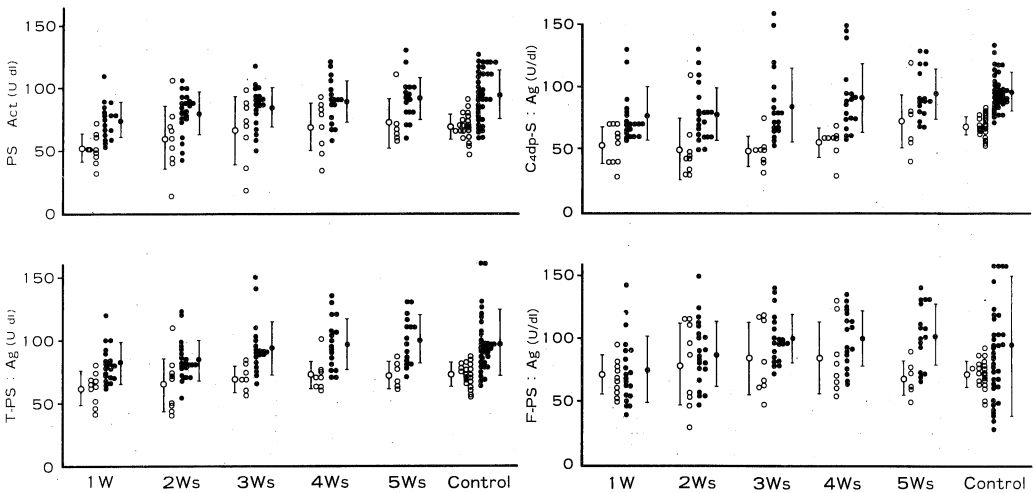 150
100
50
0
PS Act (U dl)
150
100
50
0
C4dp-S : Ag (U/dl)
150
100
50
0
T-PS : Ag (U dl)
1W 2Ws 3Ws 4Ws 5Ws Control
150
100
50
0
F-PS : Ag (U/dl)
1W 2Ws 3Ws 4Ws 5Ws Control